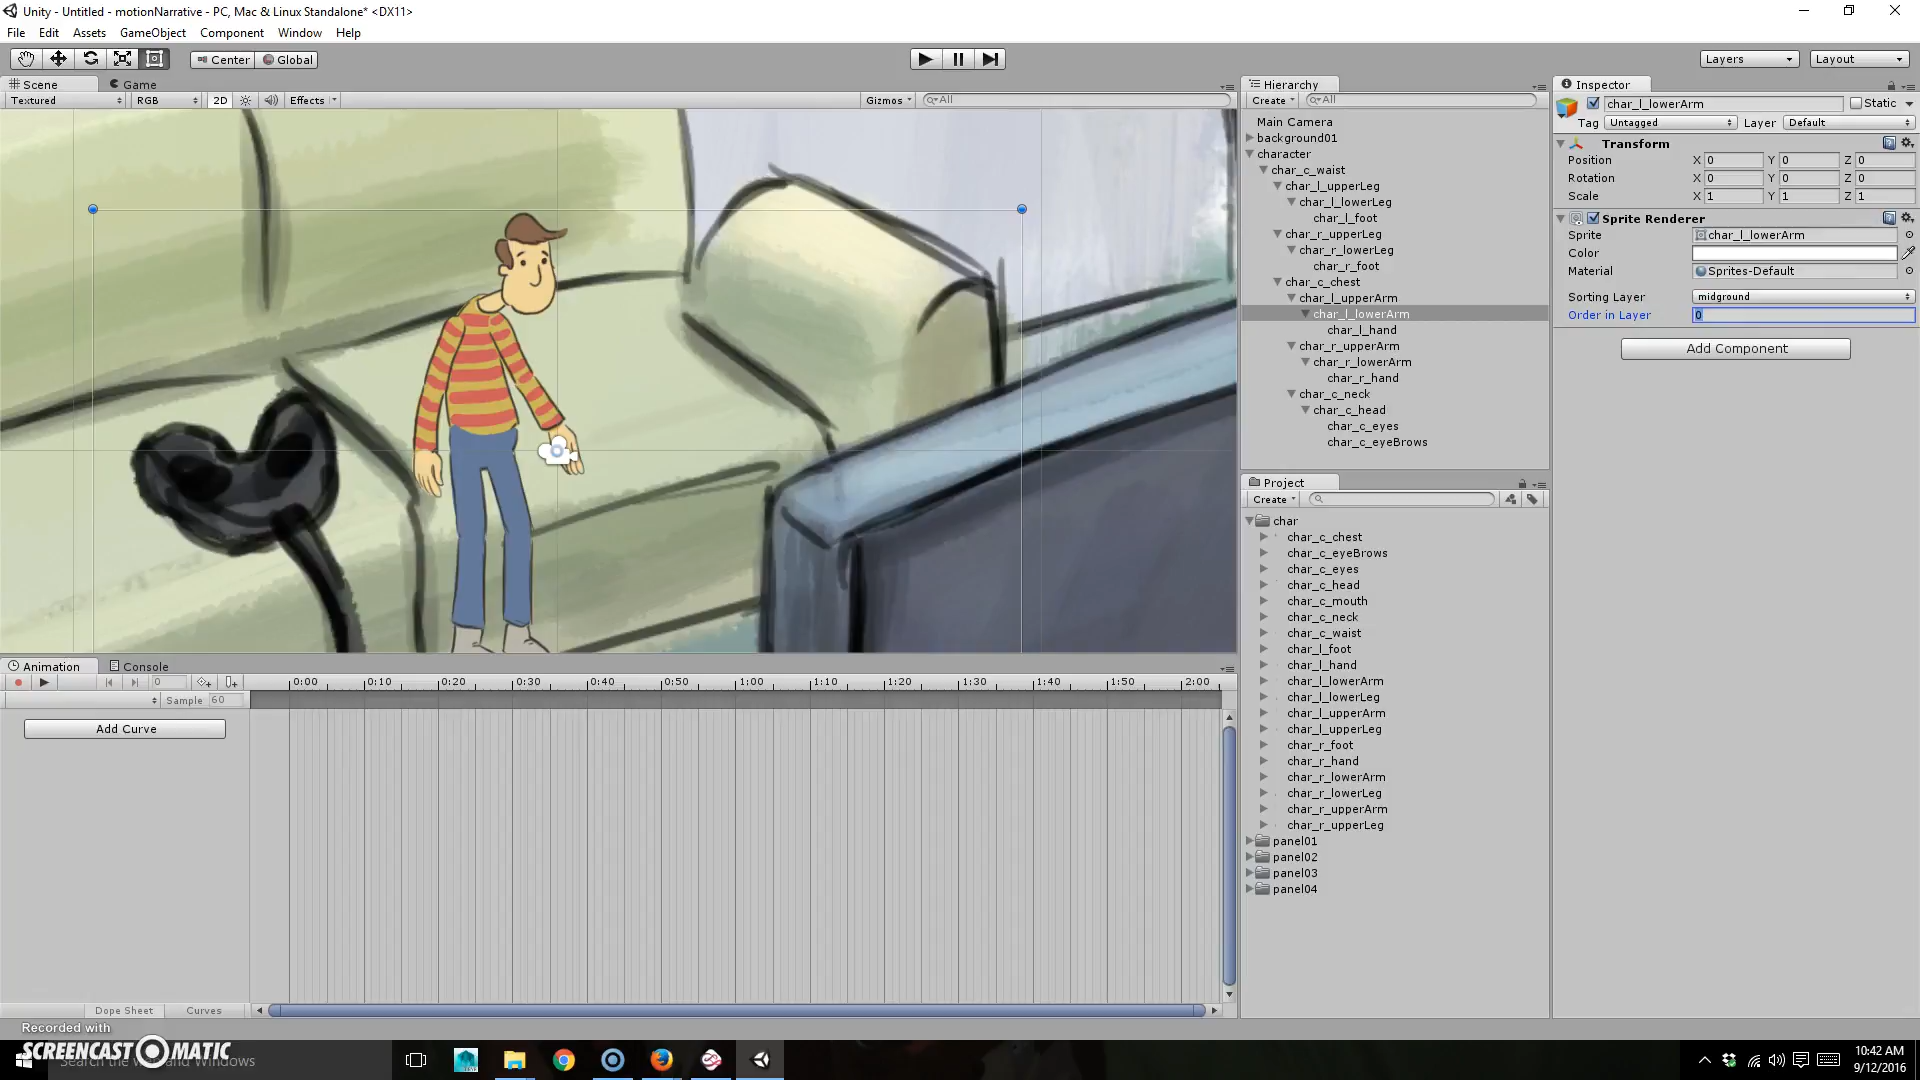 Unity - Untitled - motionNarrative - PC, Mac & Linux Standalone* <DX11>
File Edit Assets GameObject Component Window Help
Center Global Layers Layout
Scene Game
Textured RGB 2D Effects Gizmos All
Hierarchy
Create All
Main Camera
background01
character
char_c_waist
char_l_upperLeg
char_l_lowerLeg
char_l_foot
char_r_upperLeg
char_r_lowerLeg
char_r_foot
char_c_chest
char_l_upperArm
char_l_lowerArm
char_l_hand
char_r_upperArm
char_r_lowerArm
char_r_hand
char_c_neck
char_c_head
char_c_eyes
char_c_eyeBrows
Inspector
char_l_lowerArm Static
Tag Untagged Layer Default
Transform
Position X 0 Y 0 Z 0
Rotation X 0 Y 0 Z 0
Scale X 1 Y 1 Z 1
Sprite Renderer
Sprite char_l_lowerArm
Color
Material Sprites-Default
Sorting Layer midground
Order in Layer 0
Add Component
Project
Create
char
char_c_chest
char_c_eyeBrows
char_c_eyes
char_c_head
char_c_mouth
char_c_neck
char_c_waist
char_l_foot
char_l_hand
char_l_lowerArm
char_l_lowerLeg
char_l_upperArm
char_l_upperLeg
char_r_foot
char_r_hand
char_r_lowerArm
char_r_lowerLeg
char_r_upperArm
char_r_upperLeg
panel01
panel02
panel03
panel04
Animation Console
0 0:00 0:10 0:20 0:30 0:40 0:50 1:00 1:10 1:20 1:30 1:40 1:50 2:00
Sample 60
Add Curve
Dope Sheet Curves
Recorded with
SCREENCAST MATIC
Search the web and Windows
10:42 AM
9/12/2016